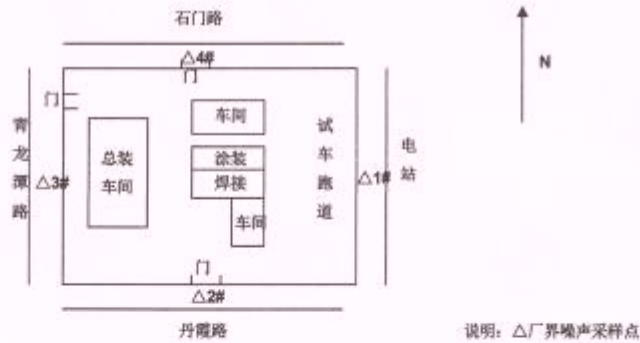 石门路
△4#
N
门
门
车间
青龙潭路
总装
车间
涂装
焊接
试车跑道
电站
△3#
△1#
车间
门
△2#
丹霞路
说明：△厂界噪声采样点